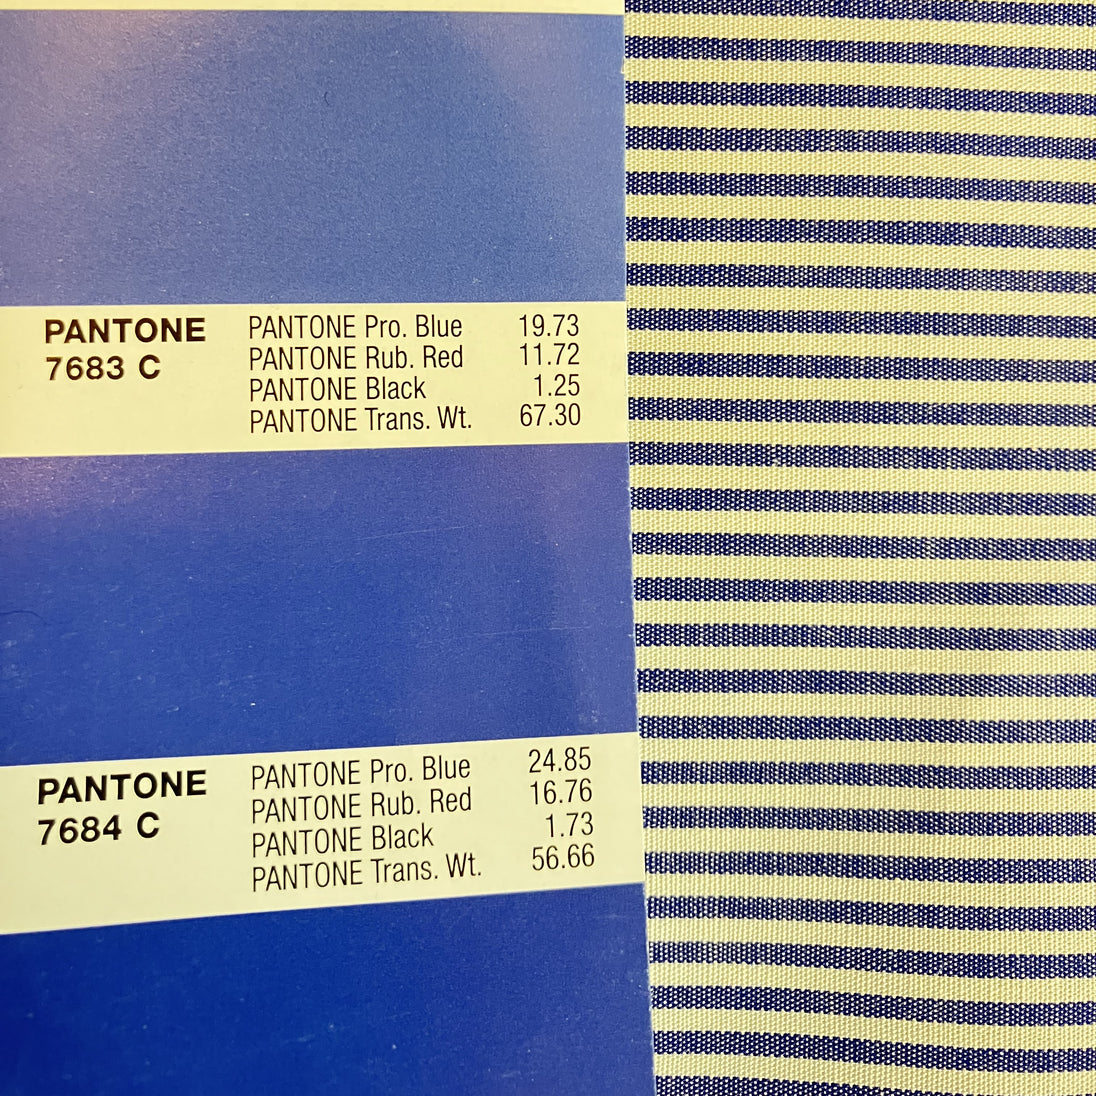 PANTONE
7683 C
PANTONE Pro. Blue 19.73
PANTONE Rub. Red 11.72
PANTONE Black 1.25
PANTONE Trans. Wt. 67.30
PANTONE
7684 C
PANTONE Pro. Blue 24.85
PANTONE Rub. Red 16.76
PANTONE Black 1.73
PANTONE Trans. Wt. 56.66